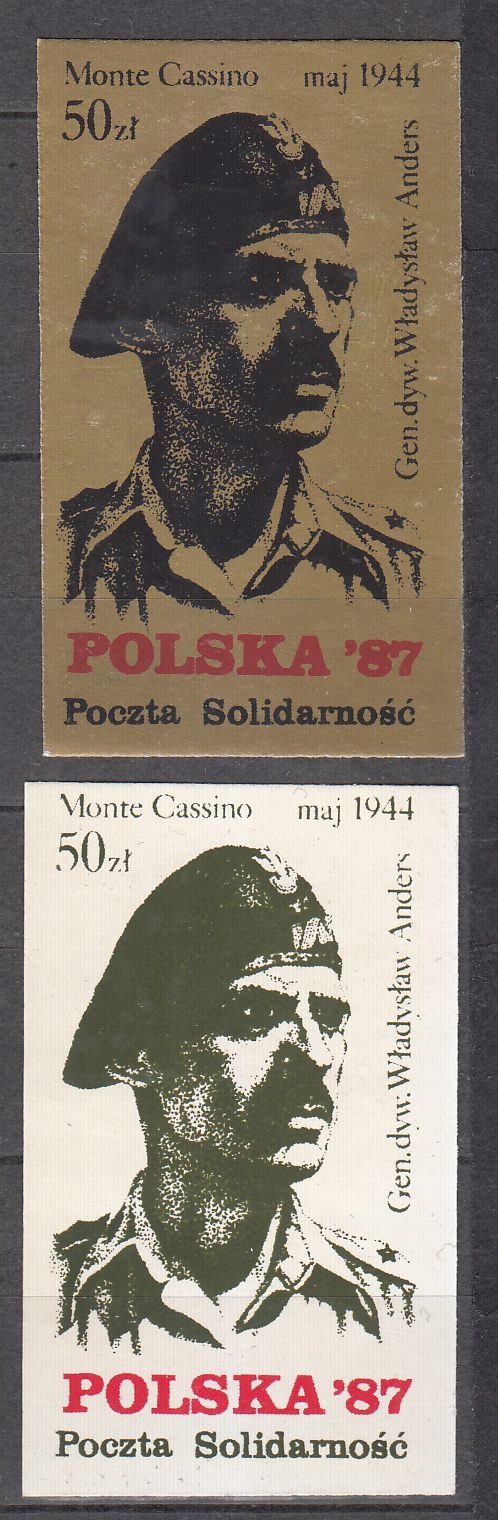 Monte Cassino maj 1944
50zł
Gen.dyw.Władysław Anders
POLSKA '87
Poczta Solidarność
Monte Cassino maj 1944
50zł
Gen.dyw.Władysław Anders
POLSKA '87
Poczta Solidarność